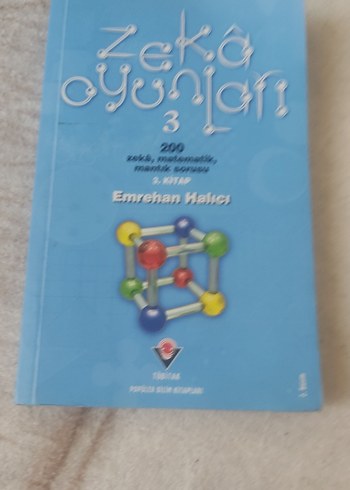 zekâ
oyunları
3
200
zekâ, matematik,
mantık sorusu
3. KİTAP
Emrehan Halıcı
TÜBİTAK
POPÜLER BİLİM KİTAPLARI